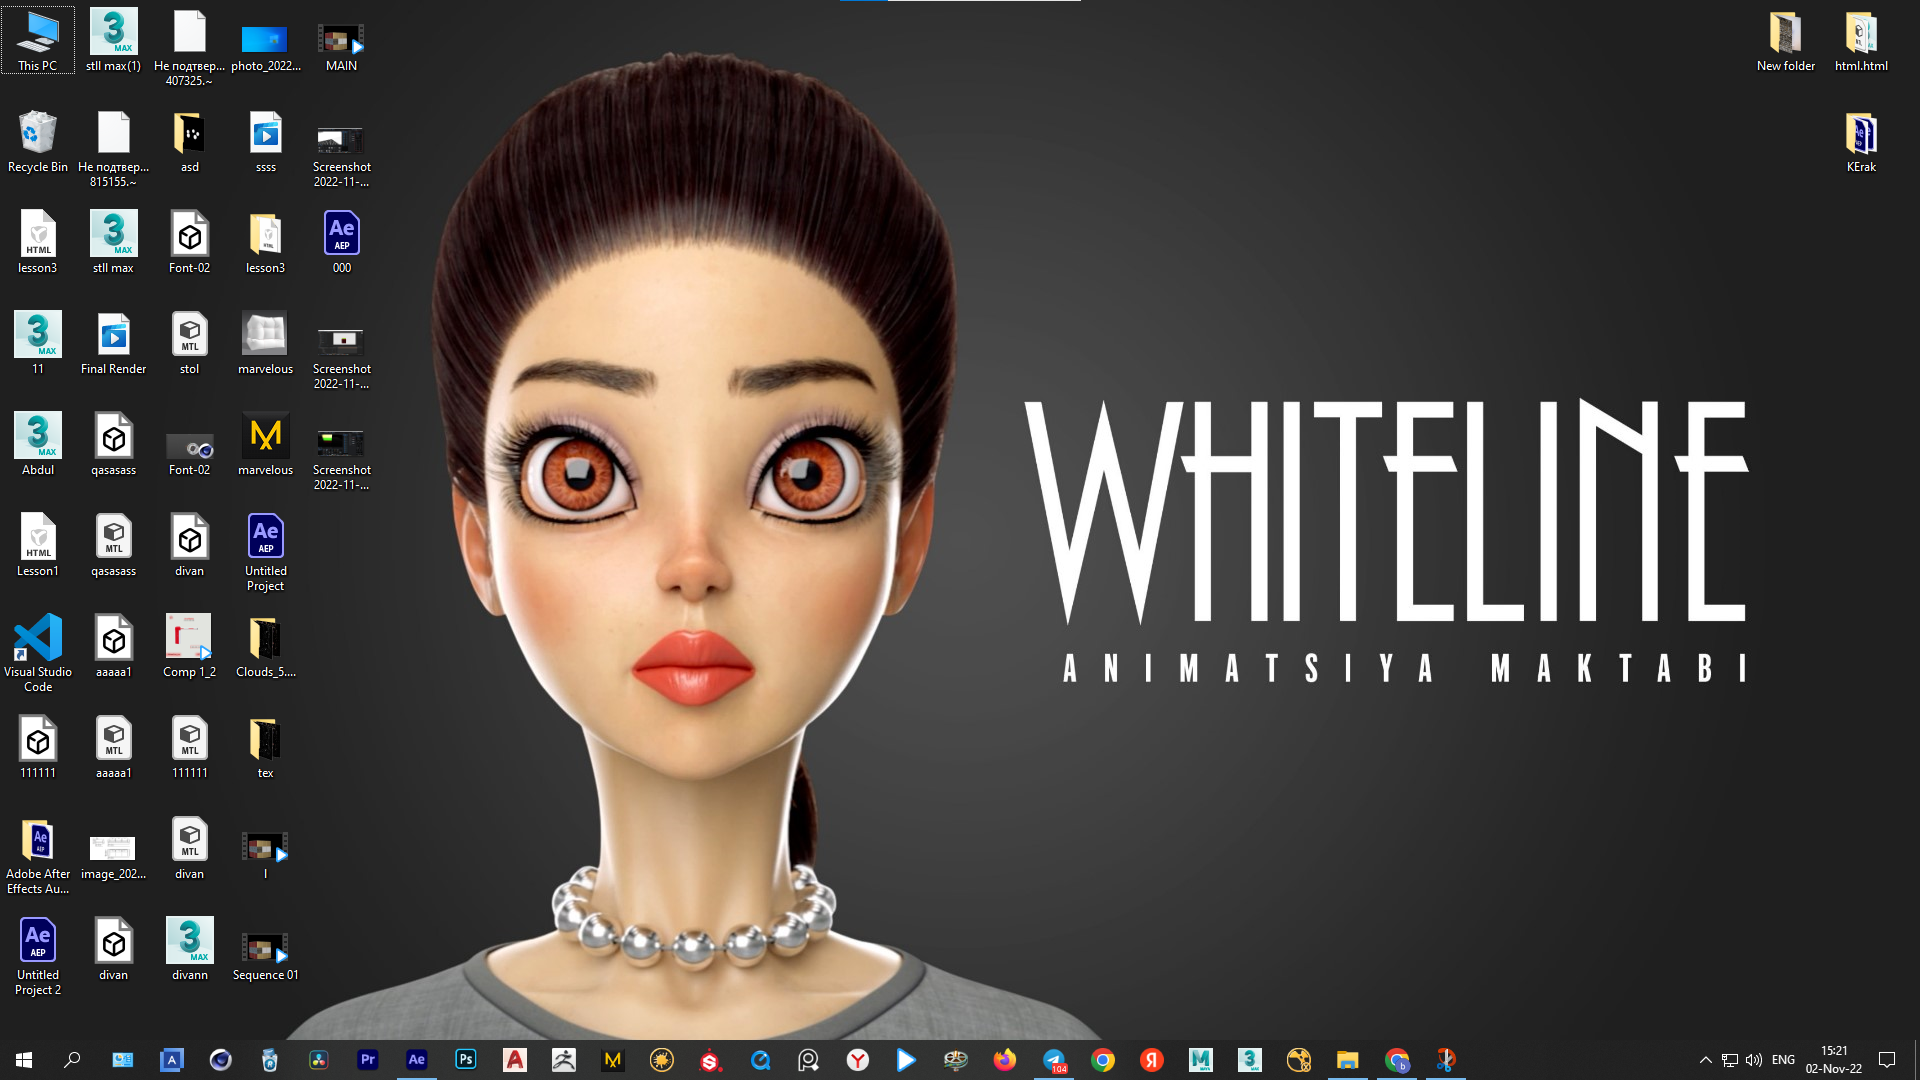 This PC
stll max(1)
Не подтвер...
407325.~
photo_2022...
MAIN
Recycle Bin
Не подтвер...
815155.~
asd
ssss
Screenshot
2022-11-...
lesson3
stll max
Font-02
lesson3
000
11
Final Render
stol
marvelous
Screenshot
2022-11-...
Abdul
qasasass
Font-02
marvelous
Screenshot
2022-11-...
Lesson1
qasasass
divan
Untitled
Project
Visual Studio
Code
aaaaa1
Comp 1_2
Clouds_5....
111111
aaaaa1
111111
tex
Adobe After
Effects Au...
image_202...
divan
I
Untitled
Project 2
divan
divann
Sequence 01
New folder
html.html
KErak
WHITELINE
ANIMATSIYA MAKTABI
104
ENG
15:21
02-Nov-22